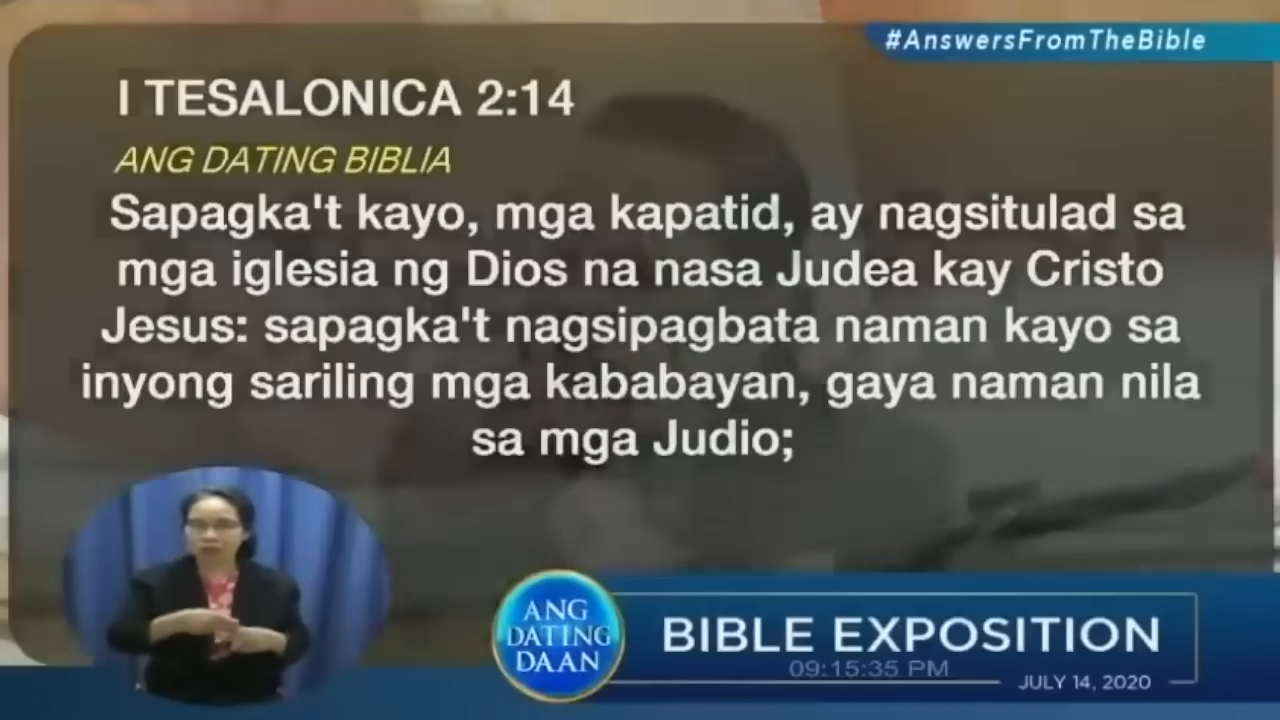 #AnswersFromTheBible
I TESALONICA 2:14
ANG DATING BIBLIA
Sapagka't kayo, mga kapatid, ay nagsitulad sa
mga iglesia ng Dios na nasa Judea kay Cristo
Jesus: sapagka't nagsipagbata naman kayo sa
inyong sariling mga kababayan, gaya naman nila
sa mga Judio;
ANG
DATING
DAAN
BIBLE EXPOSITION
09:15:35 PM
JULY 14, 2020